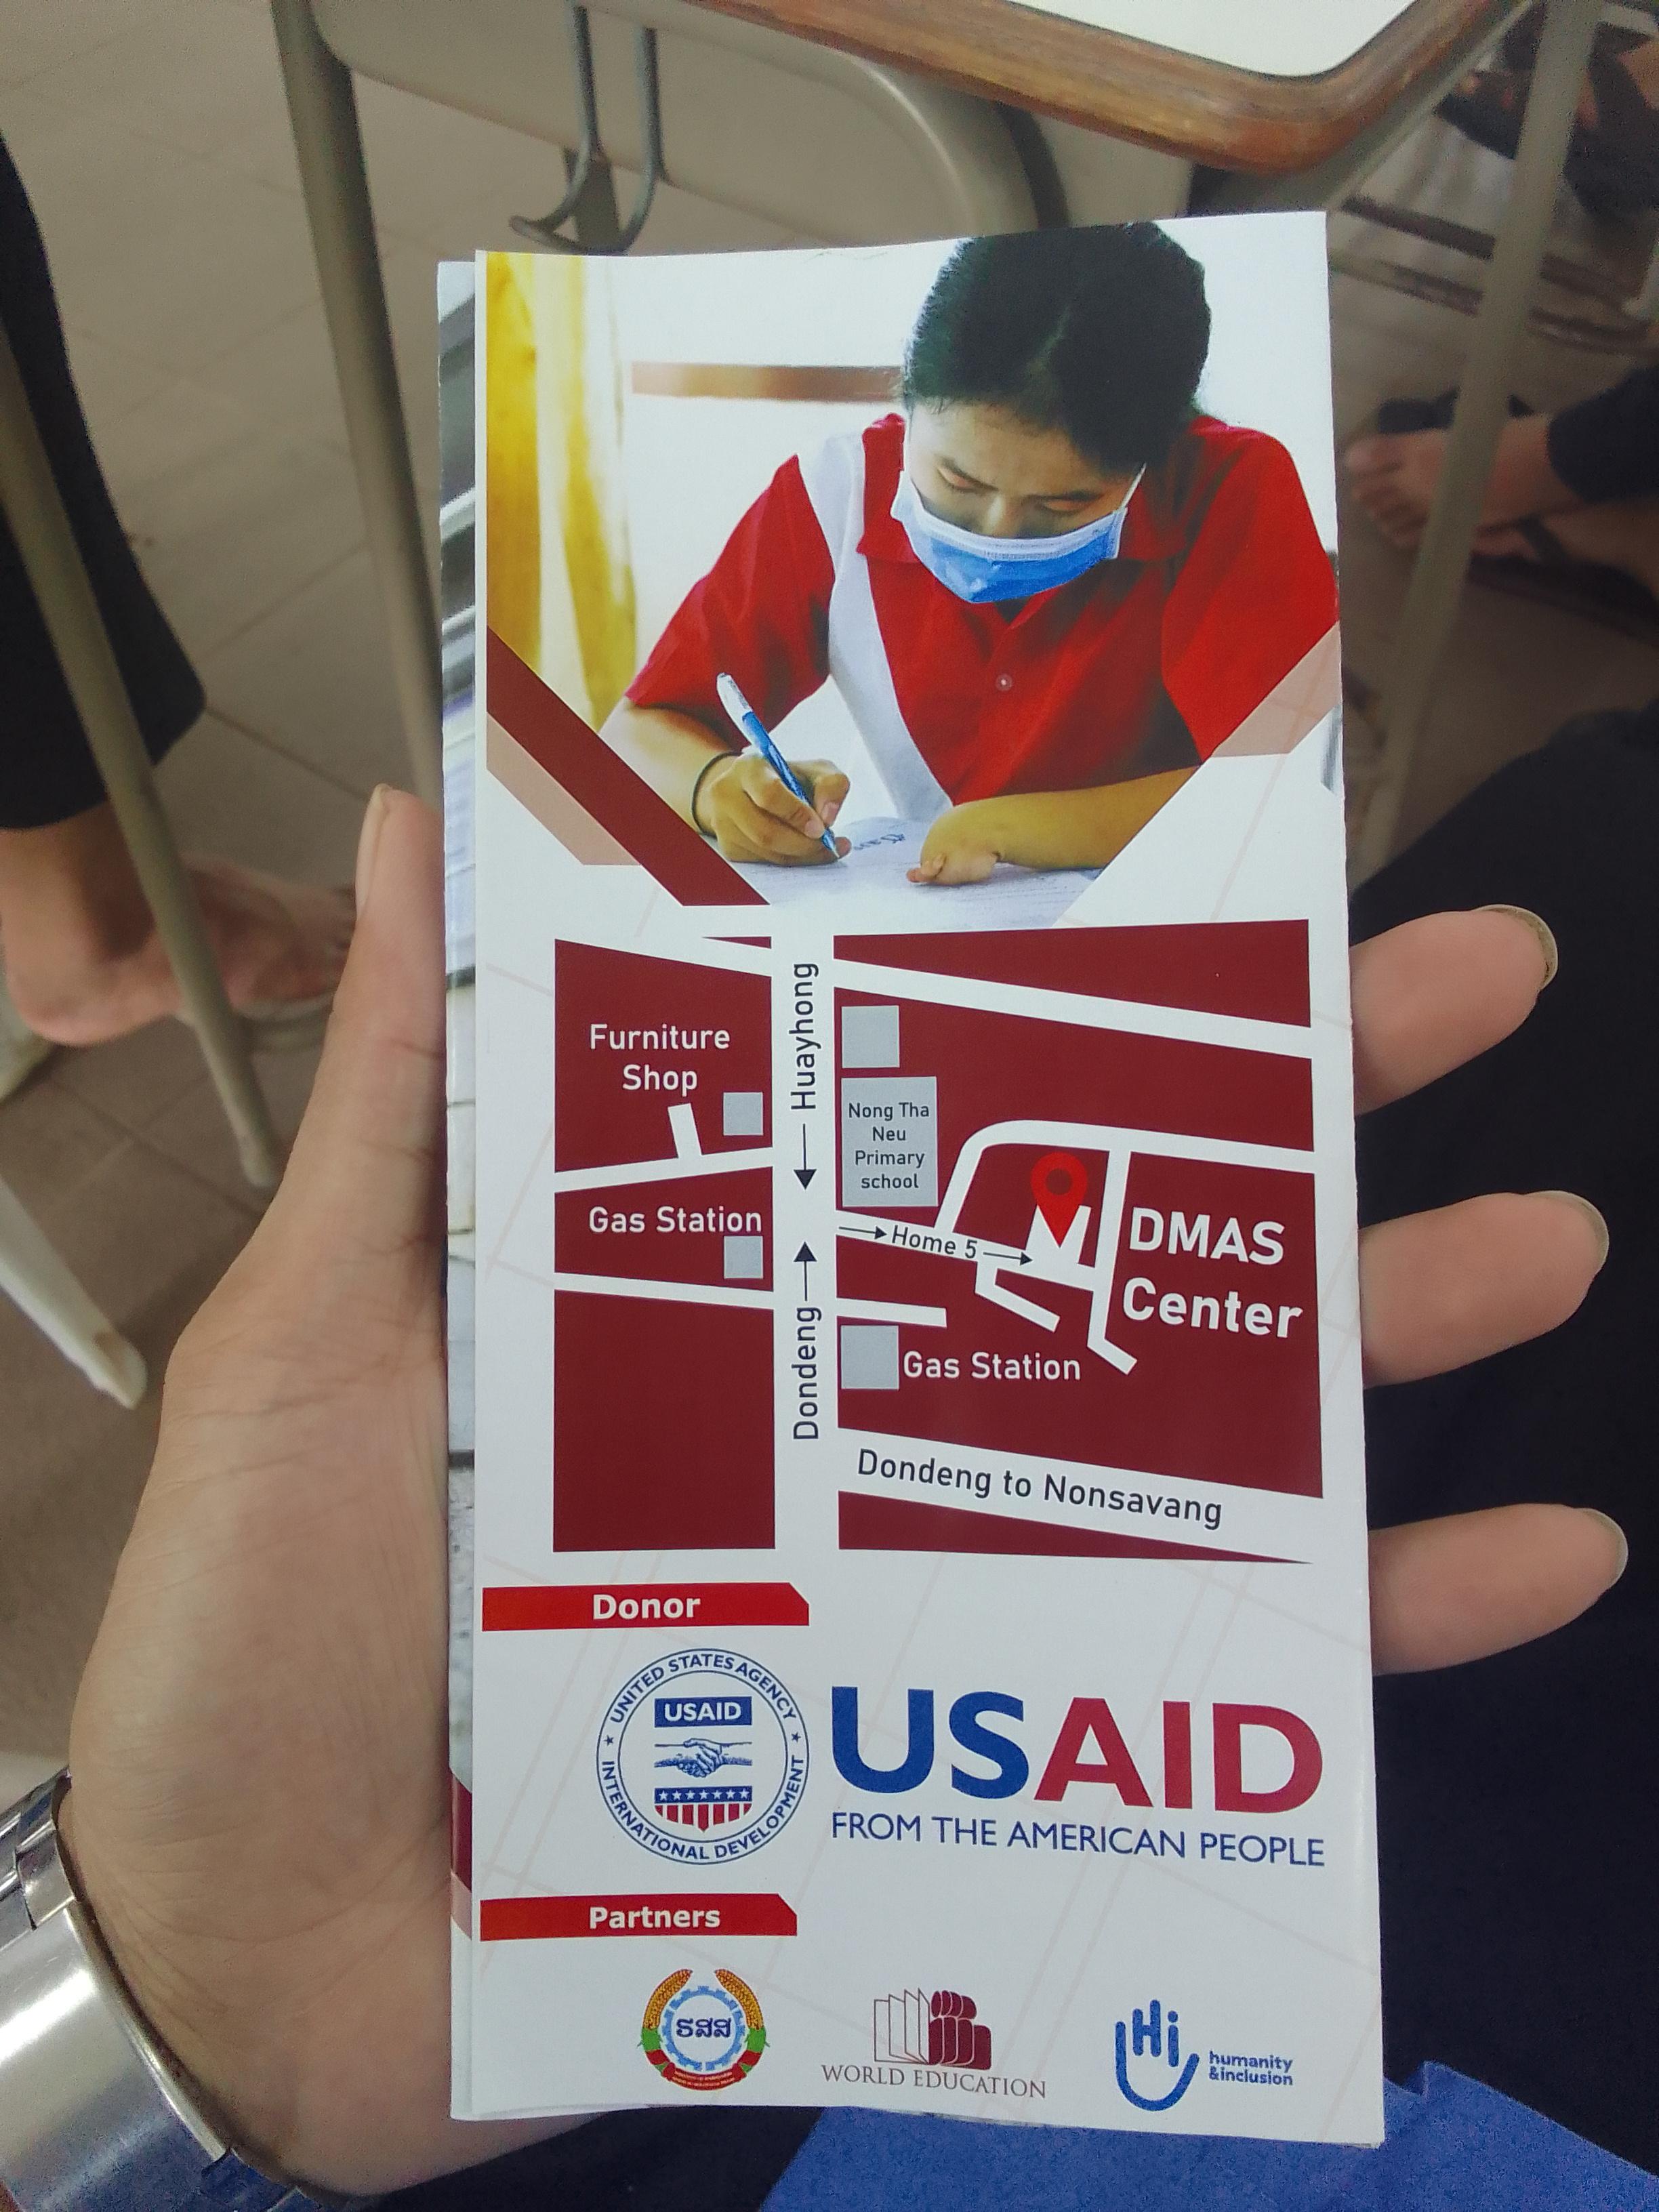 Furniture
Shop
Huayhong
Nong Tha
Neu
Primary
school
Gas Station
Home 5
DMAS
Center
Dondeng
Gas Station
Dondeng to Nonsavang
Donor
UNITED STATES AGENCY
USAID
INTERNATIONAL DEVELOPMENT
USAID
FROM THE AMERICAN PEOPLE
Partners
ຮສສ
WORLD EDUCATION
Hi
humanity
&inclusion